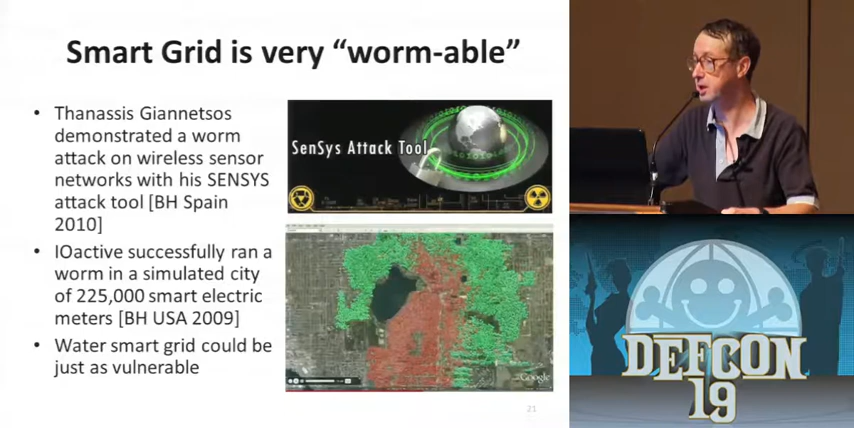 Smart Grid is very “worm-able”
• Thanassis Giannetsos
demonstrated a worm
attack on wireless sensor
networks with his SENSYS
attack tool [BH Spain
2010]
• IOactive successfully ran a
worm in a simulated city
of 225,000 smart electric
meters [BH USA 2009]
• Water smart grid could be
just as vulnerable
SenSys Attack Tool
Google
21
DEFCON
19